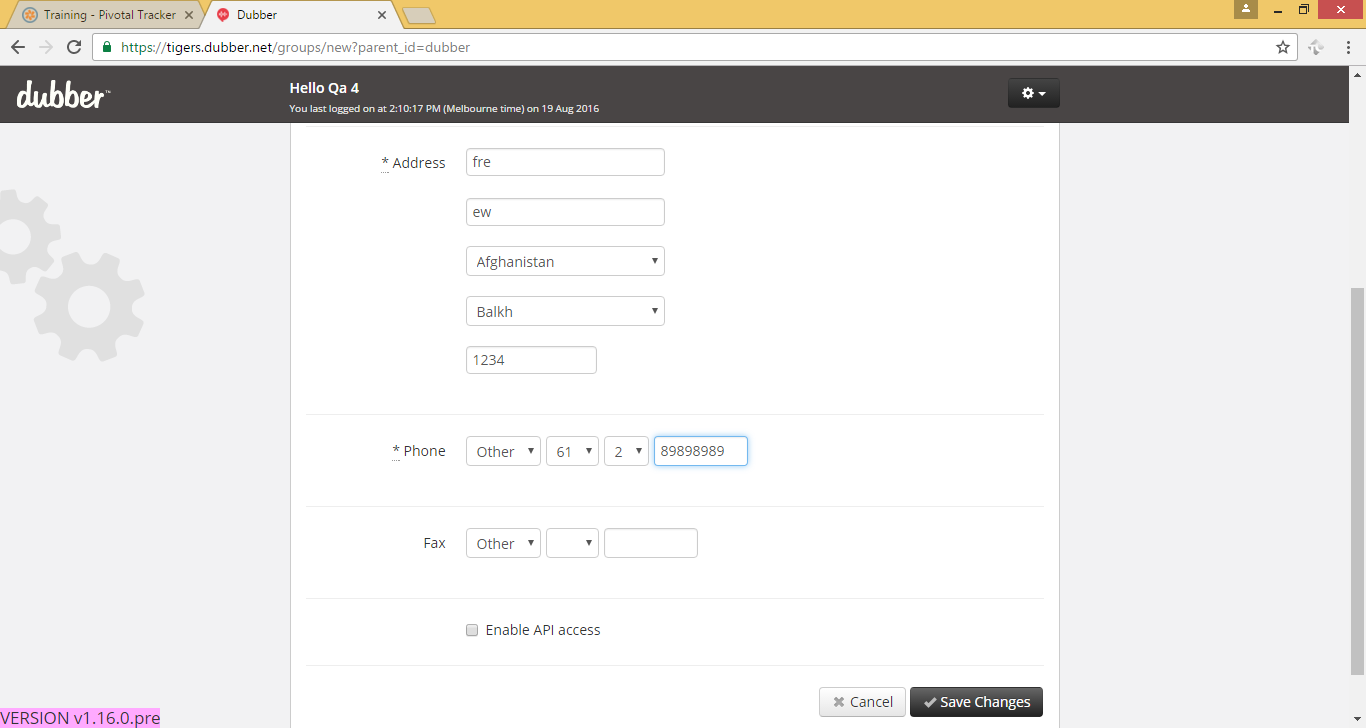 Training - Pivotal Tracker
Dubber
https://tigers.dubber.net/groups/new?parent_id=dubber
dubber™
Hello Qa 4
You last logged on at 2:10:17 PM (Melbourne time) on 19 Aug 2016
* Address
fre
ew
Afghanistan
Balkh
1234
* Phone Other 61 2 89898989
Fax Other
Enable API access
Cancel Save Changes
VERSION v1.16.0.pre